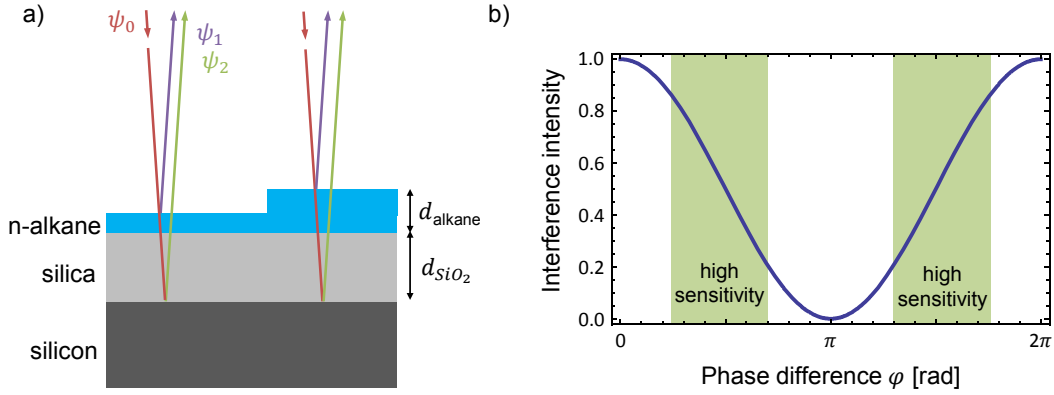 a)
ψ₀
ψ₁
ψ₂
n-alkane
silica
silicon
d_alkane
d_SiO₂
b)
Interference intensity
1.0
0.8
0.6
0.4
0.2
0.0
high
sensitivity
high
sensitivity
0
π
2π
Phase difference φ [rad]